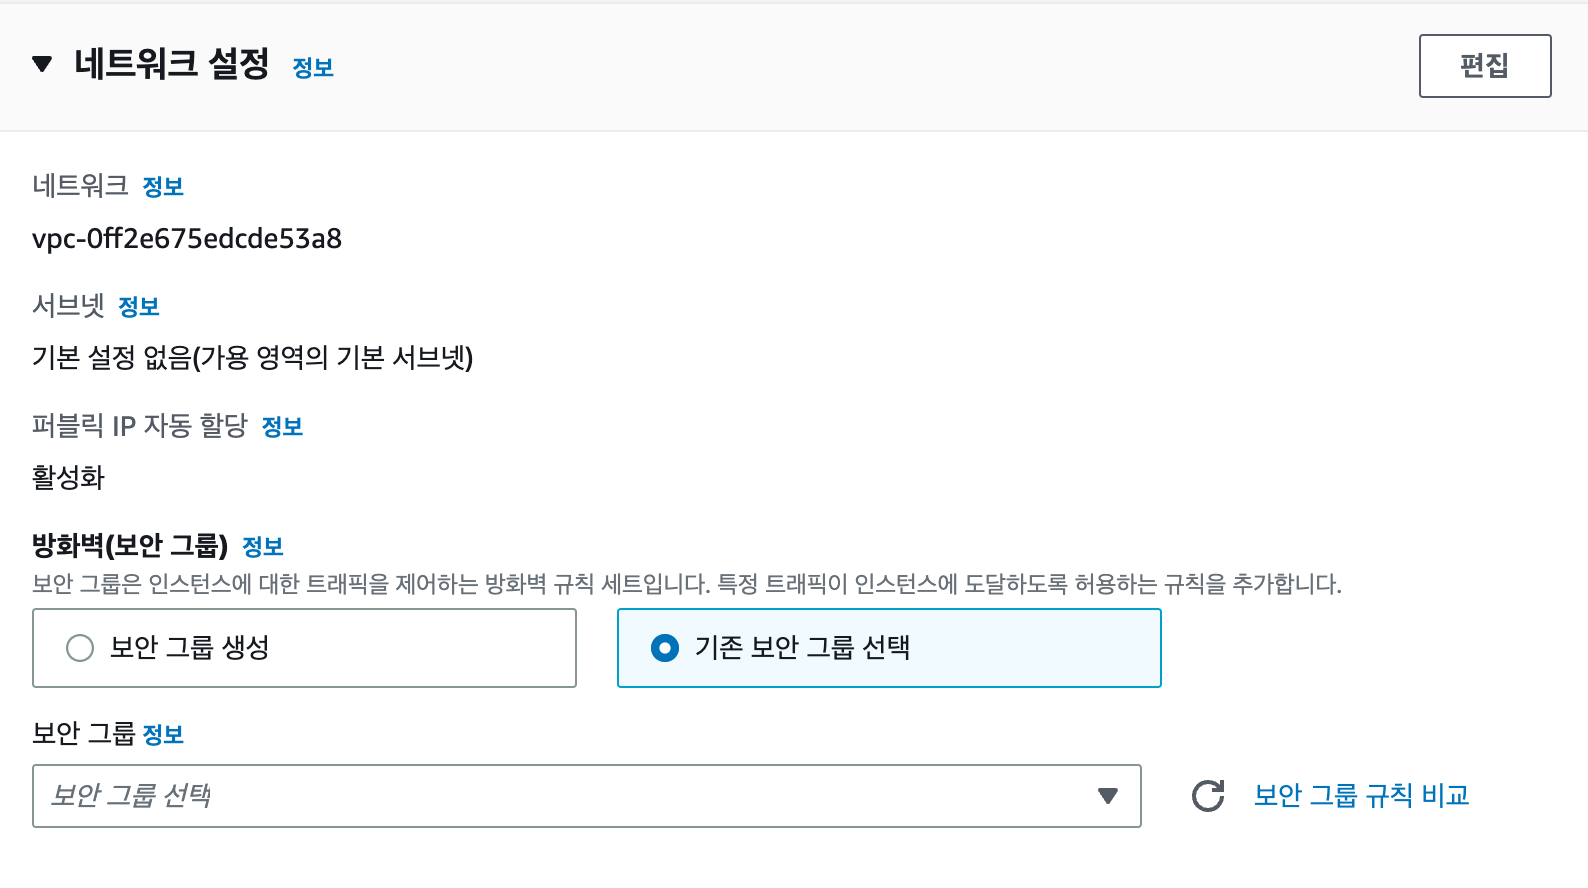 네트워크 설정 정보
편집
네트워크 정보
vpc-0ff2e675edcde53a8
서브넷 정보
기본 설정 없음(가용 영역의 기본 서브넷)
퍼블릭 IP 자동 할당 정보
활성화
방화벽(보안 그룹) 정보
보안 그룹은 인스턴스에 대한 트래픽을 제어하는 방화벽 규칙 세트입니다. 특정 트래픽이 인스턴스에 도달하도록 허용하는 규칙을 추가합니다.
보안 그룹 생성
기존 보안 그룹 선택
보안 그룹 정보
보안 그룹 선택
보안 그룹 규칙 비교